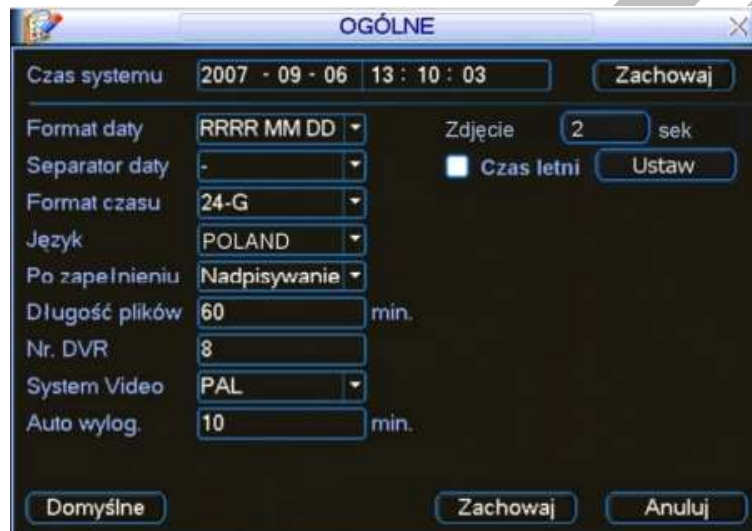 OGÓLNE
Czas systemu 2007 - 09 - 06 13 : 10 : 03 Zachowaj
Format daty RRRR MM DD Zdjęcie 2 sek
Separator daty - Czas letni Ustaw
Format czasu 24-G
Język POLAND
Po zapełnieniu Nadpisywanie
Długość plików 60 min.
Nr. DVR 8
System Video PAL
Auto wylog. 10 min.
Domyślne Zachowaj Anuluj